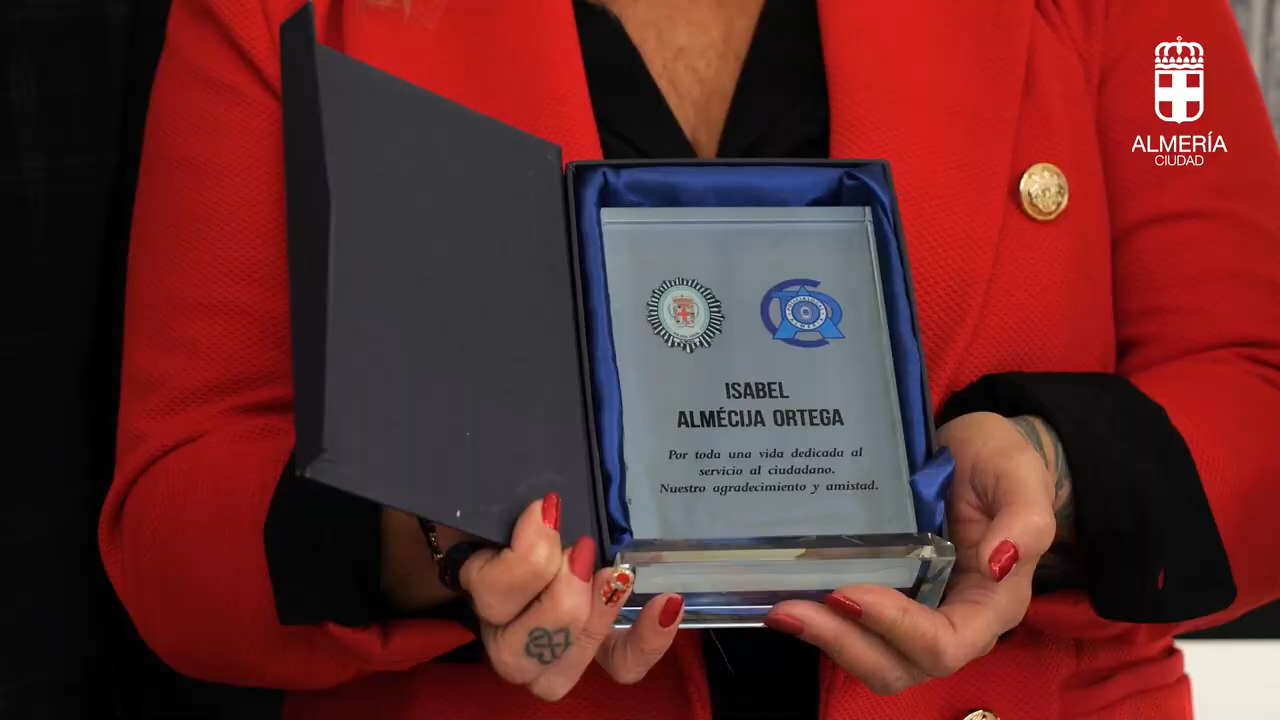 ALMERÍA
CIUDAD
ISABEL
ALMÉCIJA ORTEGA
Por toda una vida dedicada al
servicio al ciudadano.
Nuestro agradecimiento y amistad.